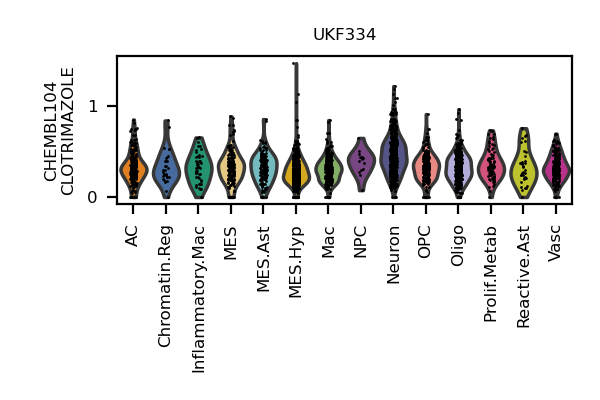 UKF334
CHEMBL104
CLOTRIMAZOLE
1
0
AC
Chromatin.Reg
Inflammatory.Mac
MES
MES.Ast
MES.Hyp
Mac
NPC
Neuron
OPC
Oligo
Prolif.Metab
Reactive.Ast
Vasc